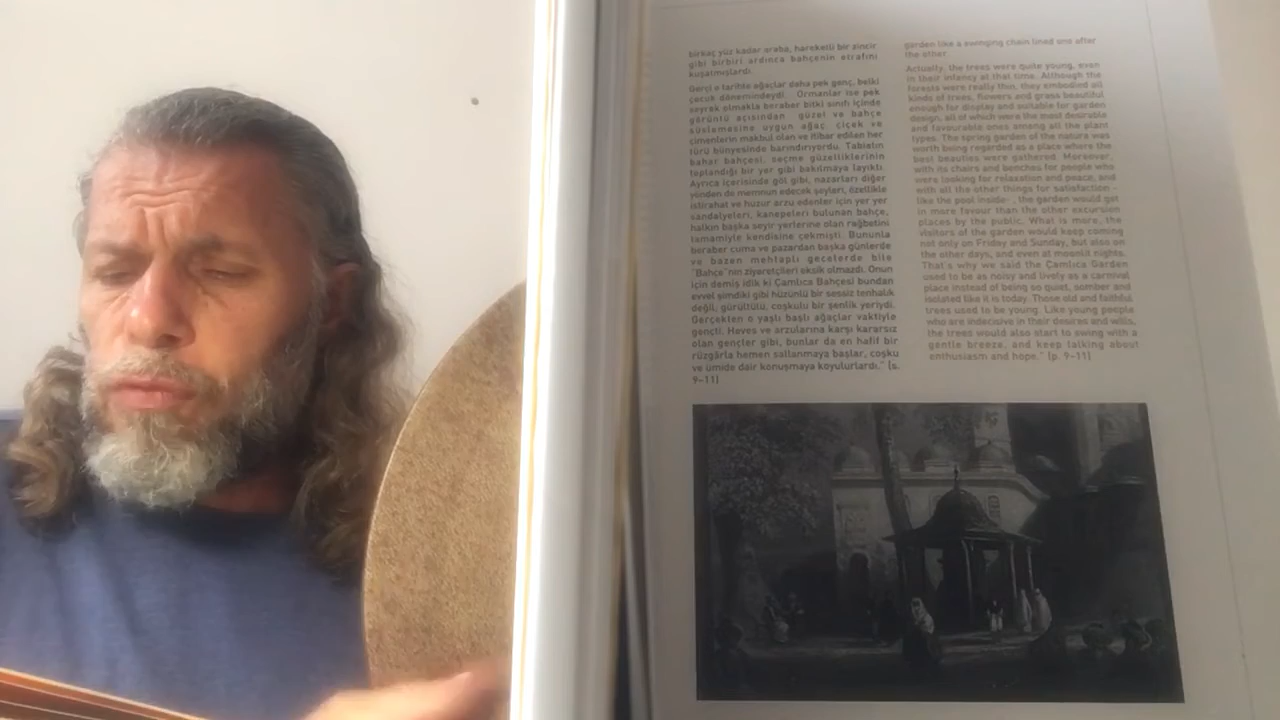 birkaç yüz kadar araba, hareketli bir zincir
gibi birbiri ardınca bahçenin etrafını
kuşatmışlardı.
Gerçi o tarihte ağaçlar daha pek genç, belki
çocuk dönemindeydi. Ormanlar ise pek
seyrek olmakla beraber bitki sınıfı içinde
görüntü açısından güzel ve bahçe
süslemesine uygun ağaç, çiçek ve
çimenlerin makbul olan ve itibar edilen her
türü bünyesinde barındırıyordu. Tabiatın
bahar bahçesi, seçme güzelliklerinin
toplandığı bir yer gibi bakılmaya layıktı.
Ayrıca içerisinde göl gibi, nazarları diğer
yönden de memnun edecek şeyleri, özellikle
istirahat ve huzur arzu edenler için yer yer
sandalyeleri, kanepeleri bulunan bahçe,
halkın başka seyir yerlerine olan rağbetini
tamamiyle kendisine çekmişti. Bununla
beraber cuma ve pazardan başka günlerde
ve bazen mehtaplı gecelerde bile
"Bahçe"nin ziyaretçileri eksik olmazdı. Onun
için demiş idik ki Çamlıca Bahçesi bundan
evvel şimdiki gibi hüzünlü bir sessiz tenhalık
değil, gürültülü, coşkulu bir şenlik yeriydi.
Gerçekten o yaşlı başlı ağaçlar vaktiyle
gençti. Heves ve arzularına karşı kararsız
olan gençler gibi, bunlar da en hafif bir
rüzgârla hemen sallanmaya başlar, coşku
ve ümide dair konuşmaya koyulurlardı." (s.
9-11)
garden like a swinging chain lined one after
the other.
Actually, the trees were quite young, even
in their infancy at that time. Although the
forests were really thin, they embodied all
kinds of trees, flowers and grass beautiful
enough for display and suitable for garden
design, all of which were the most desirable
and favourable ones among all the plant
types. The spring garden of the nature was
worth being regarded as a place where the
best beauties were gathered. Moreover,
with its chairs and benches for people who
were looking for relaxation and peace, and
with all the other things for satisfaction -
like the pool inside- , the garden would get
in more favour than the other excursion
places by the public. What is more, the
visitors of the garden would keep coming
not only on Friday and Sunday, but also on
the other days, and even at moonlit nights.
That's why we said the Çamlıca Garden
used to be as noisy and lively as a carnival
place instead of being so quiet, somber and
isolated like it is today. Those old and faithful
trees used to be young. Like young people
who are indecisive in their desires and wills,
the trees would also start to swing with a
gentle breeze, and keep talking about
enthusiasm and hope." (p. 9-11)